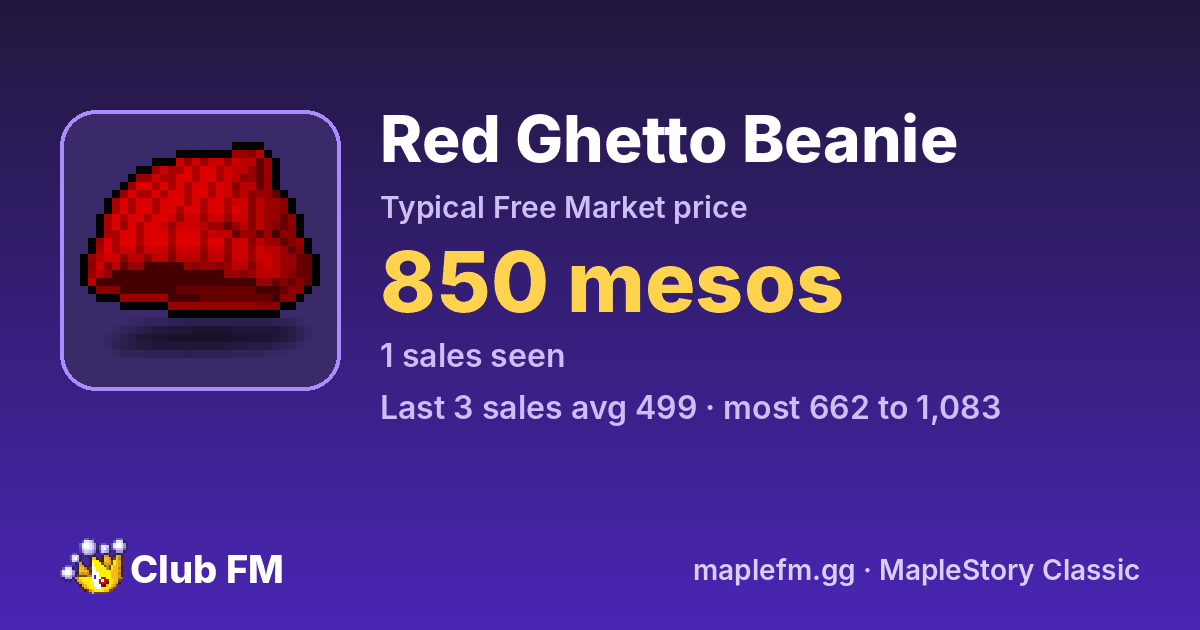 Red Ghetto Beanie
Typical Free Market price
850 mesos
1 sales seen
Last 3 sales avg 499 · most 662 to 1,083
Club FM
maplefm.gg · MapleStory Classic